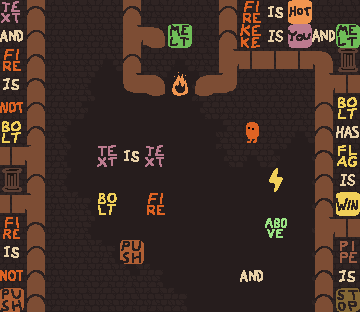 TEXT AND FIRE IS NOT BOLT
FIRE IS NOT PUSH
MELT
FIRE IS HOT
KEKE IS YOU AND MELT
TEXT IS TEXT
BOLT FIRE
ABOVE
PUSH
AND
BOLT HAS FLAG IS WIN
PIPE IS STOP